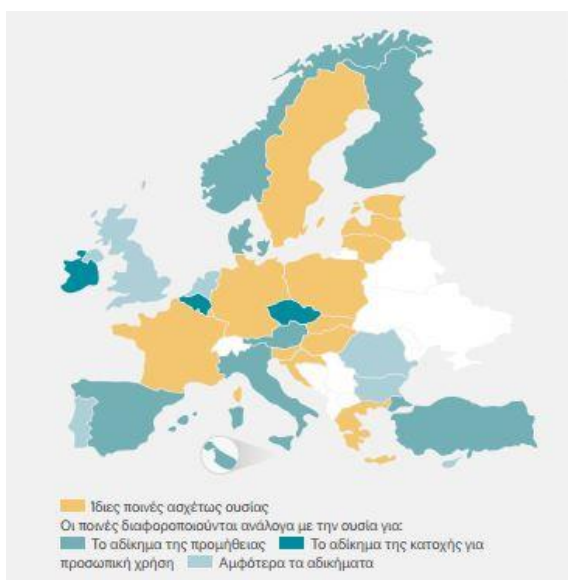 Ίδιες ποινές ασχέτως ουσίας
Οι ποινές διαφοροποιούνται ανάλογα με την ουσία για:
Το αδίκημα της προμήθειας Το αδίκημα της κατοχής για
προσωπική χρήση Αμφότερα τα αδικήματα